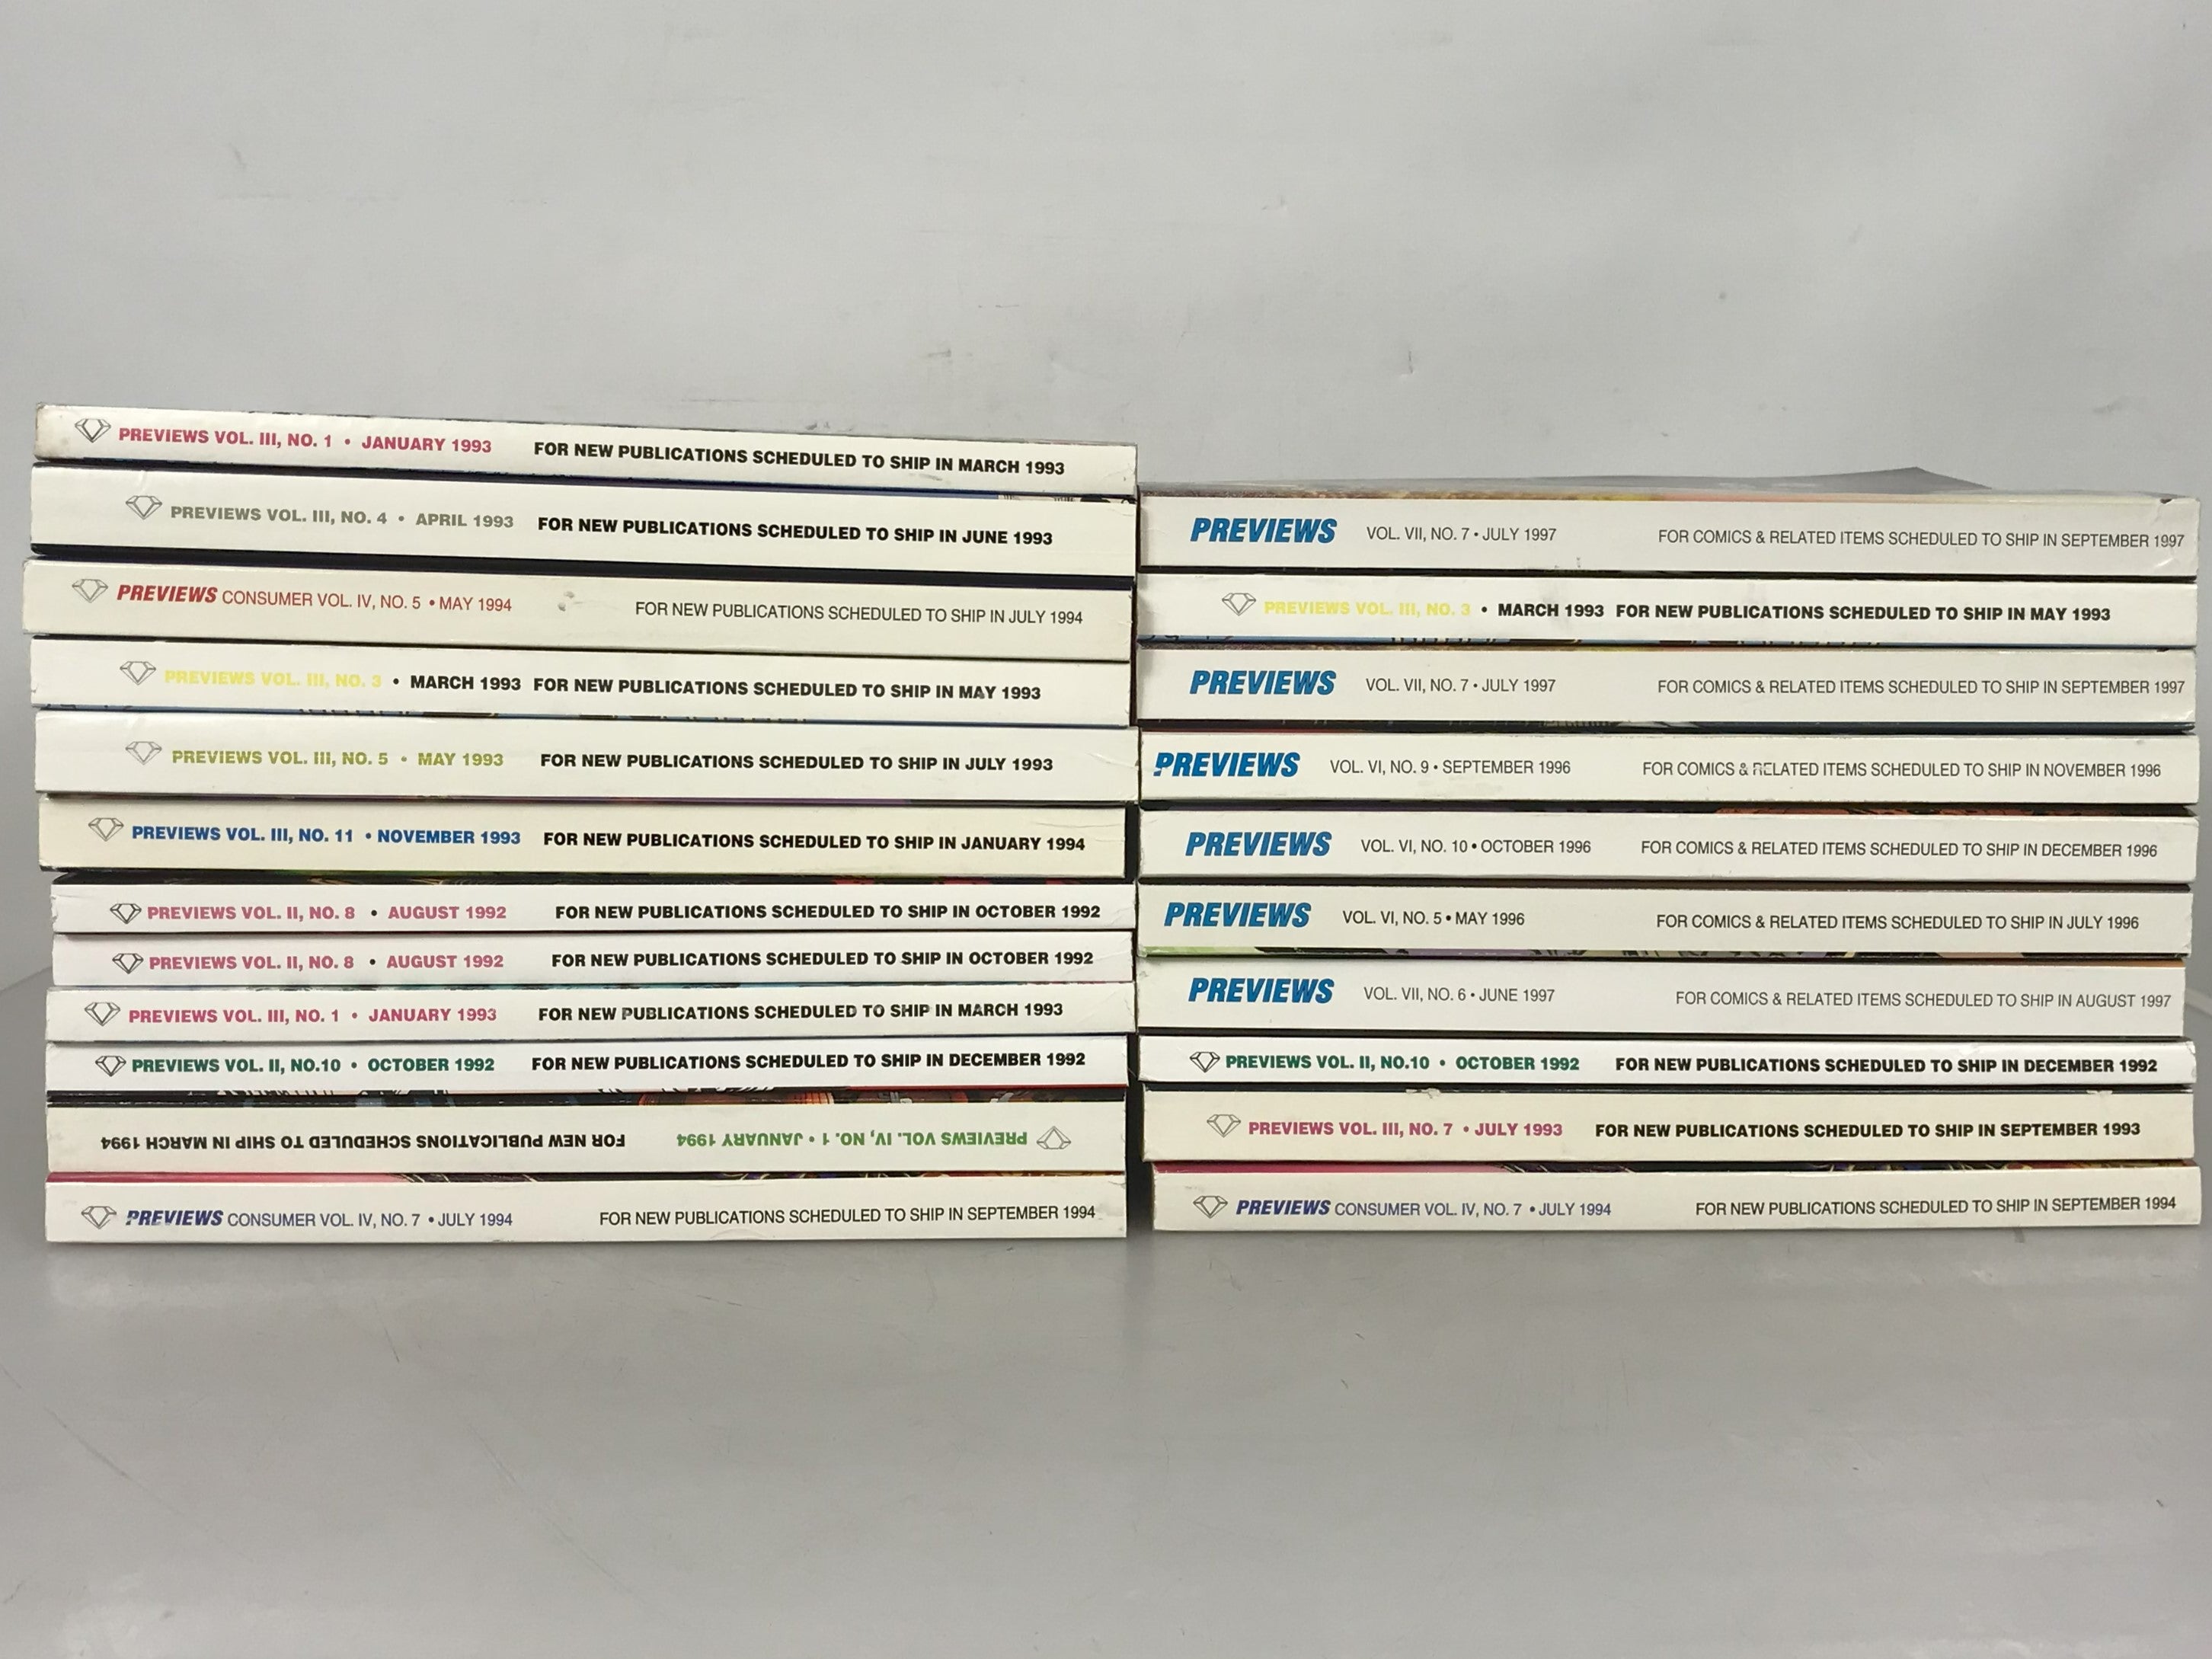 PREVIEWS VOL. III, NO. 1 • JANUARY 1993 FOR NEW PUBLICATIONS SCHEDULED TO SHIP IN MARCH 1993
PREVIEWS VOL. III, NO. 4 • APRIL 1993 FOR NEW PUBLICATIONS SCHEDULED TO SHIP IN JUNE 1993
PREVIEWS CONSUMER VOL. IV, NO. 5 • MAY 1994 FOR NEW PUBLICATIONS SCHEDULED TO SHIP IN JULY 1994
PREVIEWS VOL. III, NO. 3 • MARCH 1993 FOR NEW PUBLICATIONS SCHEDULED TO SHIP IN MAY 1993
PREVIEWS VOL. III, NO. 5 • MAY 1993 FOR NEW PUBLICATIONS SCHEDULED TO SHIP IN JULY 1993
PREVIEWS VOL. III, NO. 11 • NOVEMBER 1993 FOR NEW PUBLICATIONS SCHEDULED TO SHIP IN JANUARY 1994
PREVIEWS VOL. II, NO. 8 • AUGUST 1992 FOR NEW PUBLICATIONS SCHEDULED TO SHIP IN OCTOBER 1992
PREVIEWS VOL. II, NO. 8 • AUGUST 1992 FOR NEW PUBLICATIONS SCHEDULED TO SHIP IN OCTOBER 1992
PREVIEWS VOL. III, NO. 1 • JANUARY 1993 FOR NEW PUBLICATIONS SCHEDULED TO SHIP IN MARCH 1993
PREVIEWS VOL. II, NO.10 • OCTOBER 1992 FOR NEW PUBLICATIONS SCHEDULED TO SHIP IN DECEMBER 1992
PREVIEWS VOL. IV, NO. 1 • JANUARY 1994 FOR NEW PUBLICATIONS SCHEDULED TO SHIP IN MARCH 1994
PREVIEWS CONSUMER VOL. IV, NO. 7 • JULY 1994 FOR NEW PUBLICATIONS SCHEDULED TO SHIP IN SEPTEMBER 1994
PREVIEWS VOL. VII, NO. 7 • JULY 1997 FOR COMICS & RELATED ITEMS SCHEDULED TO SHIP IN SEPTEMBER 1997
PREVIEWS VOL. III, NO. 3 • MARCH 1993 FOR NEW PUBLICATIONS SCHEDULED TO SHIP IN MAY 1993
PREVIEWS VOL. VII, NO. 7 • JULY 1997 FOR COMICS & RELATED ITEMS SCHEDULED TO SHIP IN SEPTEMBER 1997
PREVIEWS VOL. VI, NO. 9 • SEPTEMBER 1996 FOR COMICS & RELATED ITEMS SCHEDULED TO SHIP IN NOVEMBER 1996
PREVIEWS VOL. VI, NO. 10 • OCTOBER 1996 FOR COMICS & RELATED ITEMS SCHEDULED TO SHIP IN DECEMBER 1996
PREVIEWS VOL. VI, NO. 5 • MAY 1996 FOR COMICS & RELATED ITEMS SCHEDULED TO SHIP IN JULY 1996
PREVIEWS VOL. VII, NO. 6 • JUNE 1997 FOR COMICS & RELATED ITEMS SCHEDULED TO SHIP IN AUGUST 1997
PREVIEWS VOL. II, NO.10 • OCTOBER 1992 FOR NEW PUBLICATIONS SCHEDULED TO SHIP IN DECEMBER 1992
PREVIEWS VOL. III, NO. 7 • JULY 1993 FOR NEW PUBLICATIONS SCHEDULED TO SHIP IN SEPTEMBER 1993
PREVIEWS CONSUMER VOL. IV, NO. 7 • JULY 1994 FOR NEW PUBLICATIONS SCHEDULED TO SHIP IN SEPTEMBER 1994